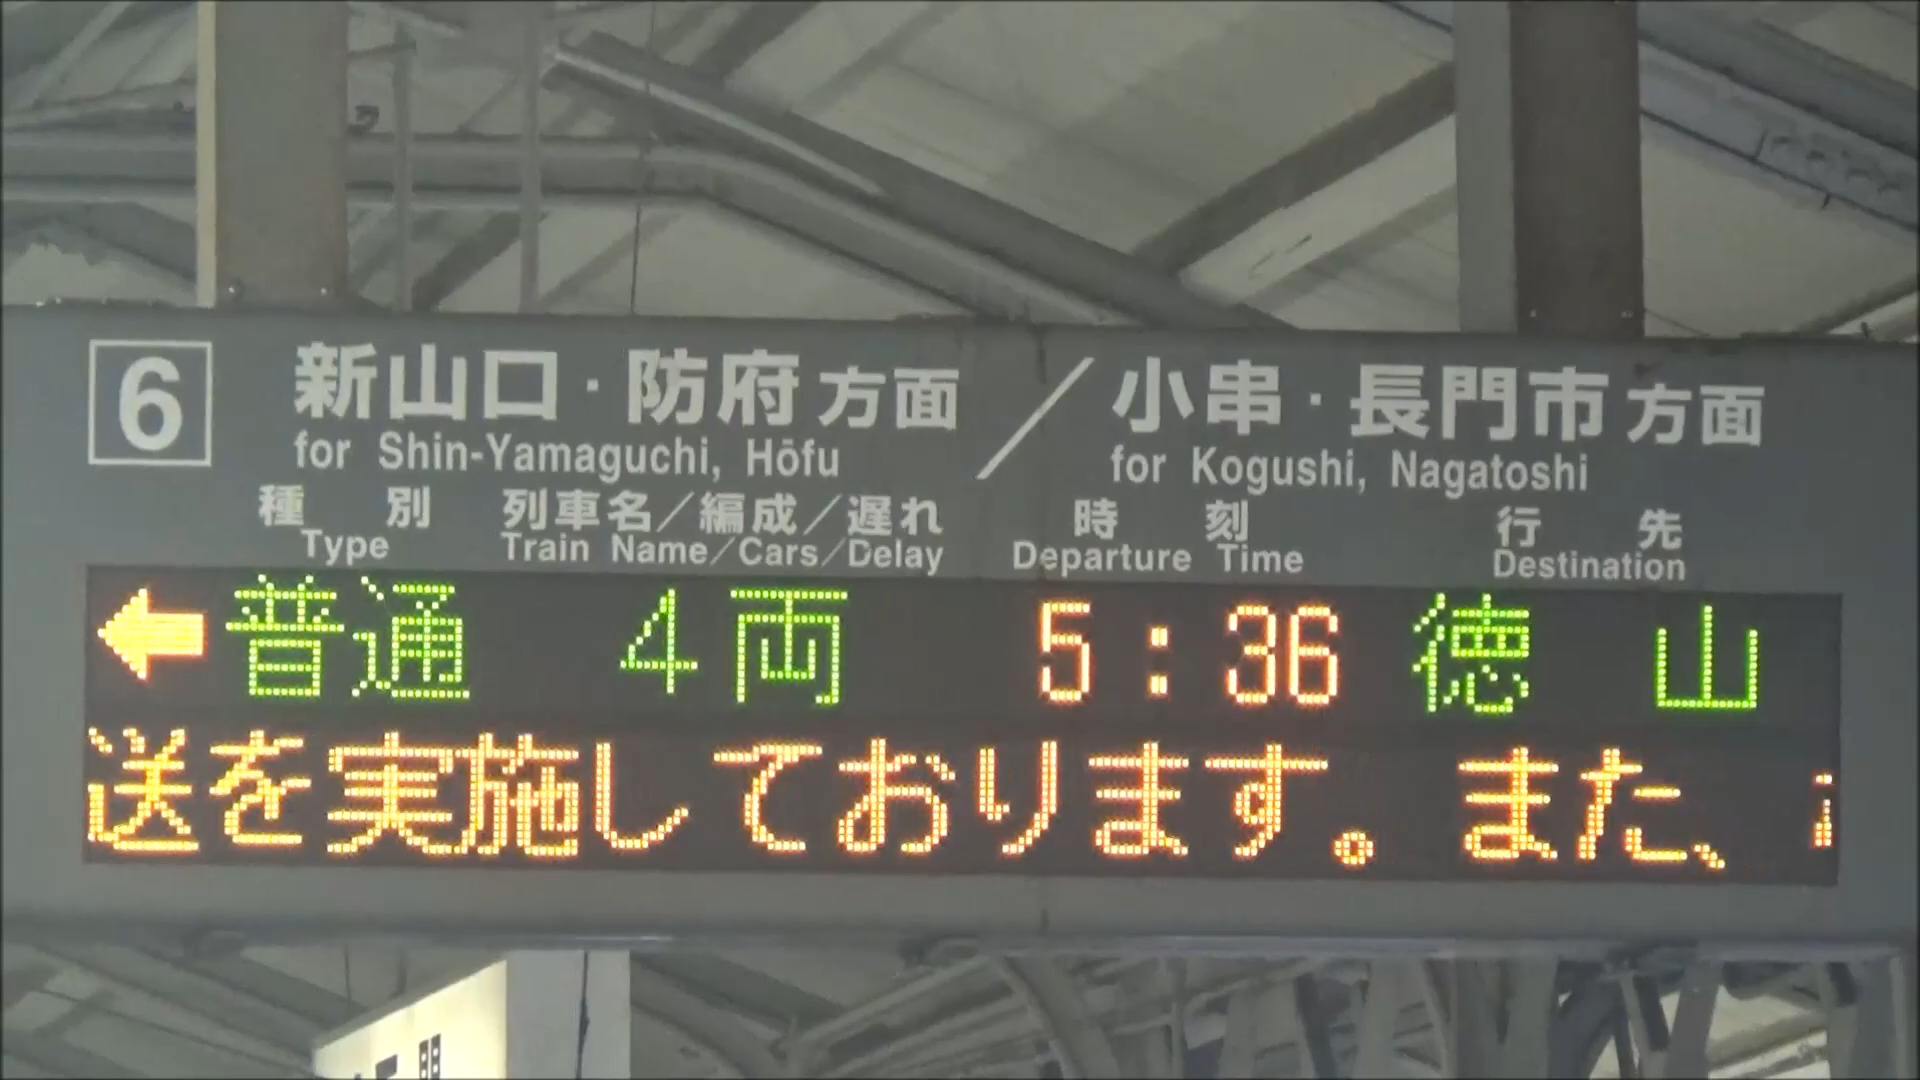 6 新山口・防府方面／小串・長門市方面
for Shin-Yamaguchi, Hōfu for Kogushi, Nagatoshi
種別 列車名／編成／遅れ 時刻 行先
Type Train Name／Cars／Delay Departure Time Destination
←普通 4両 5:36 徳山
送を実施しております。また、